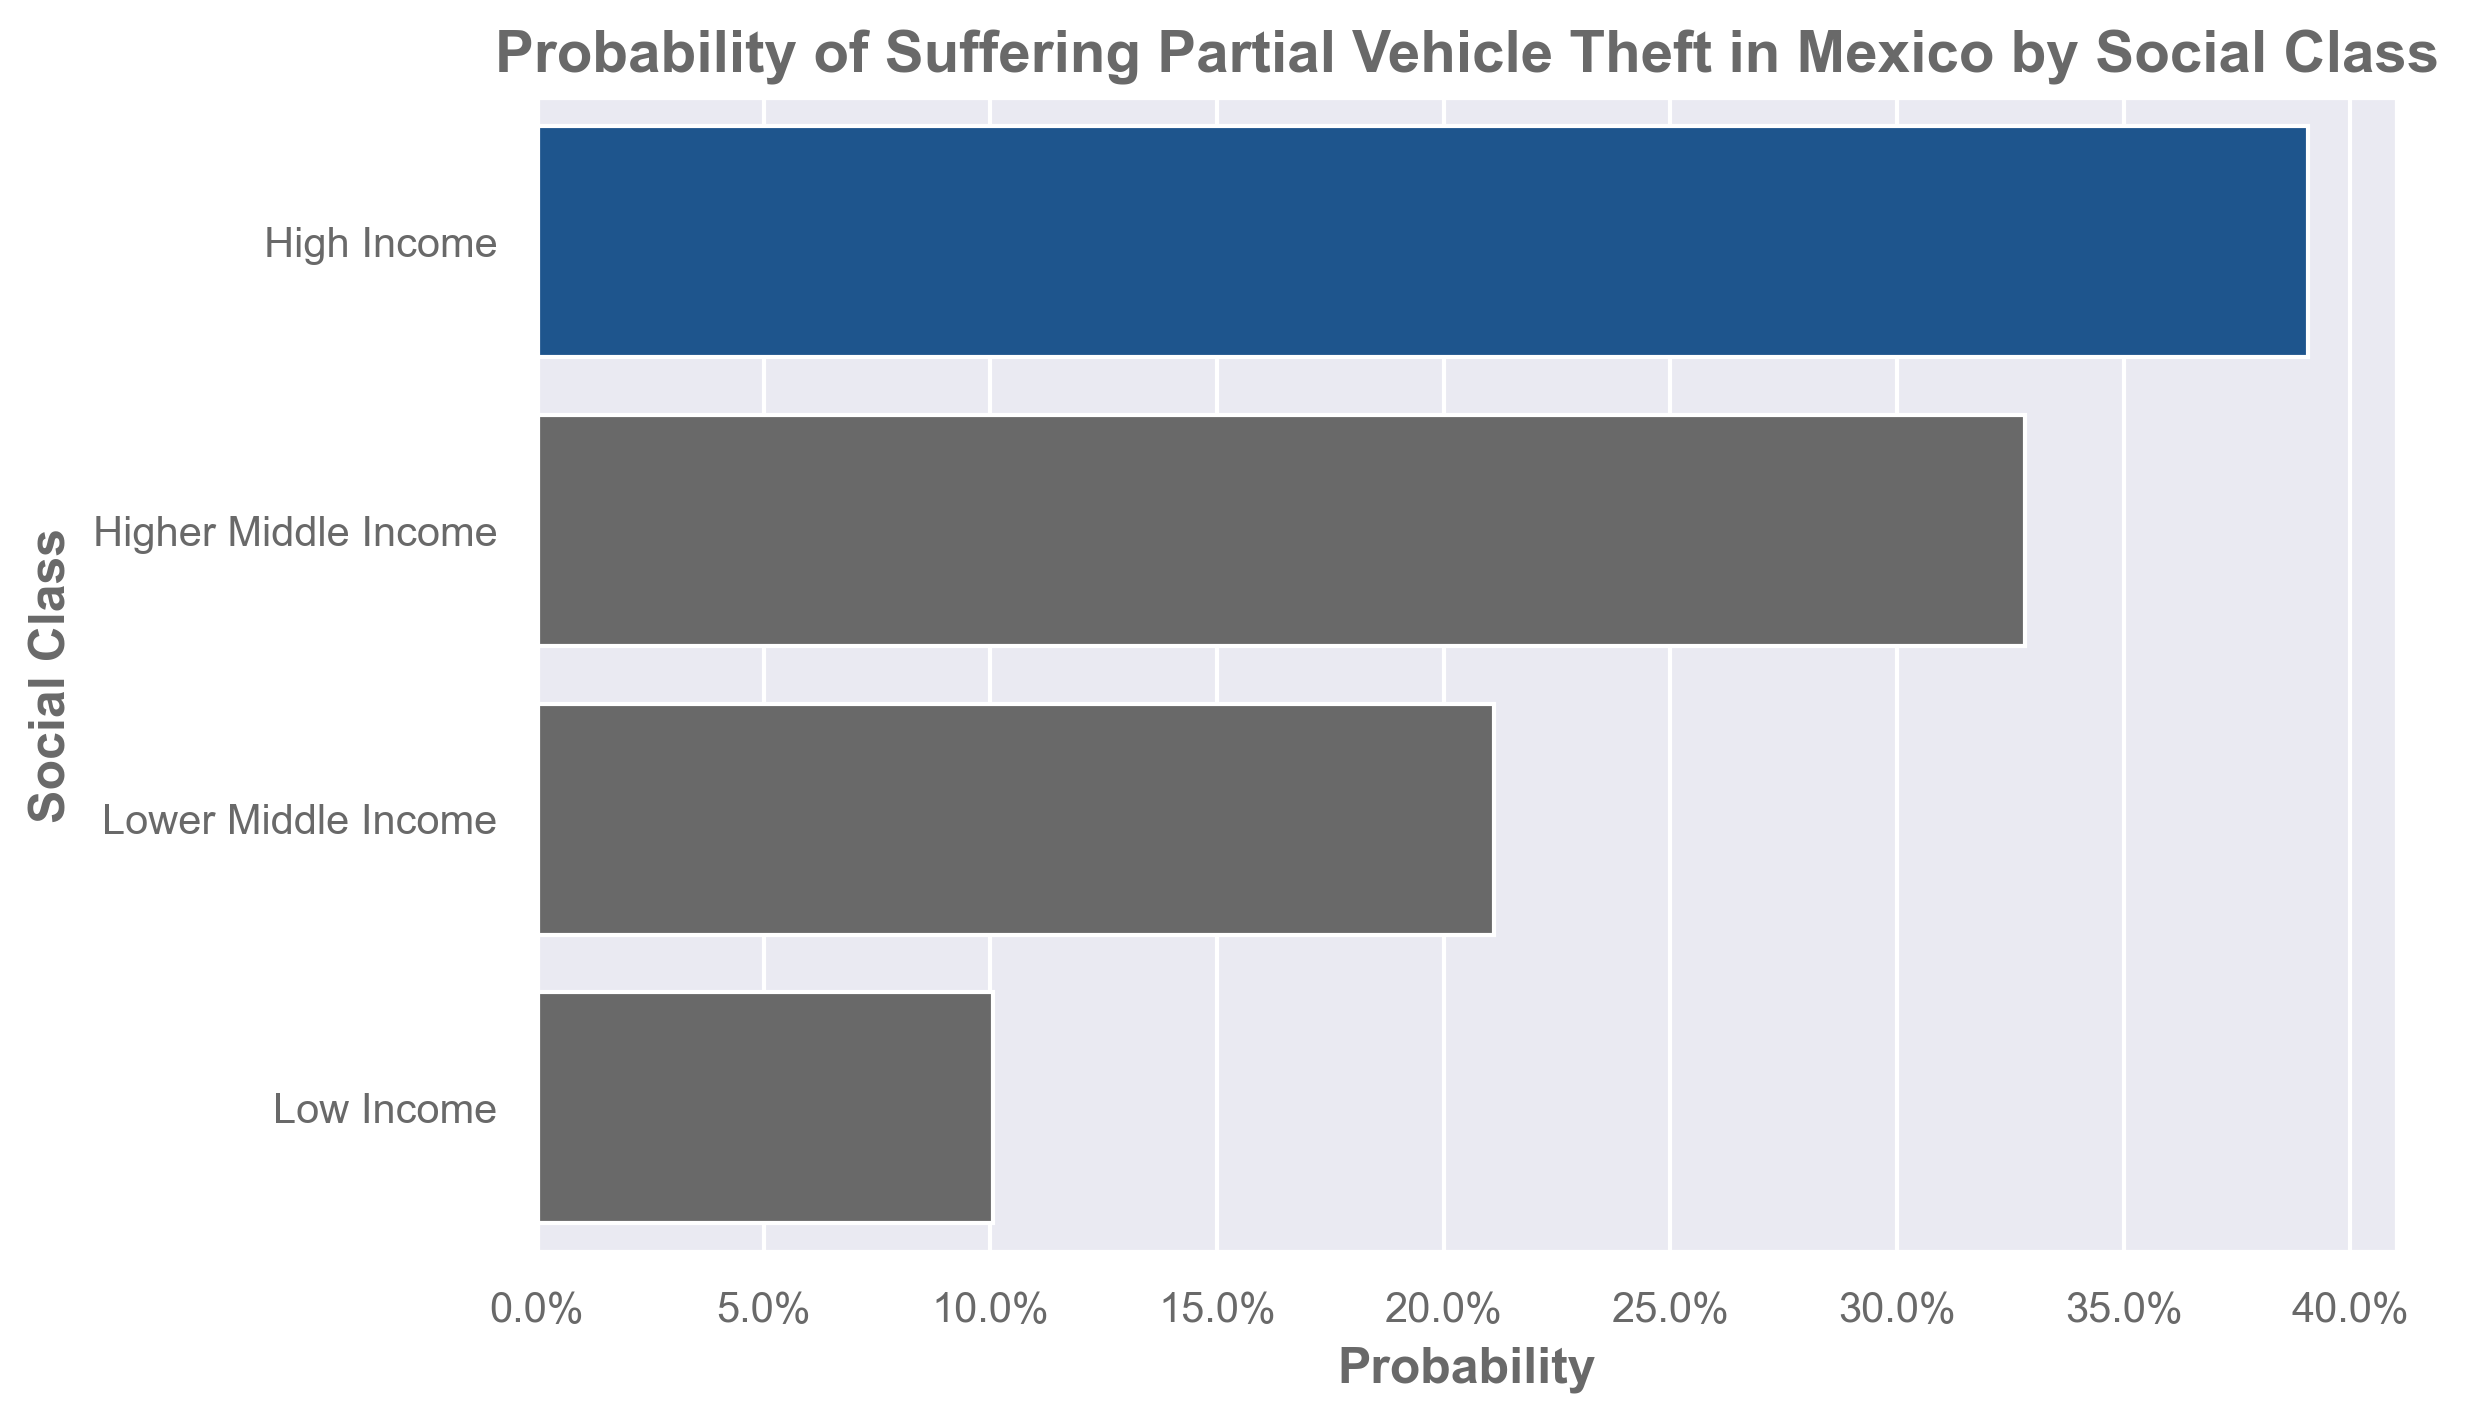 Probability of Suffering Partial Vehicle Theft in Mexico by Social Class
Social Class
High Income
Higher Middle Income
Lower Middle Income
Low Income
0.0% 5.0% 10.0% 15.0% 20.0% 25.0% 30.0% 35.0% 40.0%
Probability